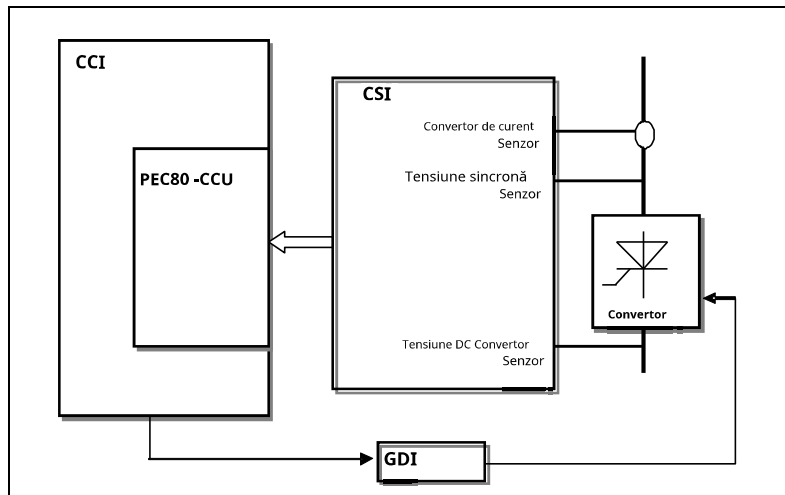 CCI
CSI
Convertor de curent
Senzor
PEC80 -CCU
Tensiune sincronă
Senzor
Convertor
Tensiune DC Convertor
Senzor
GDI